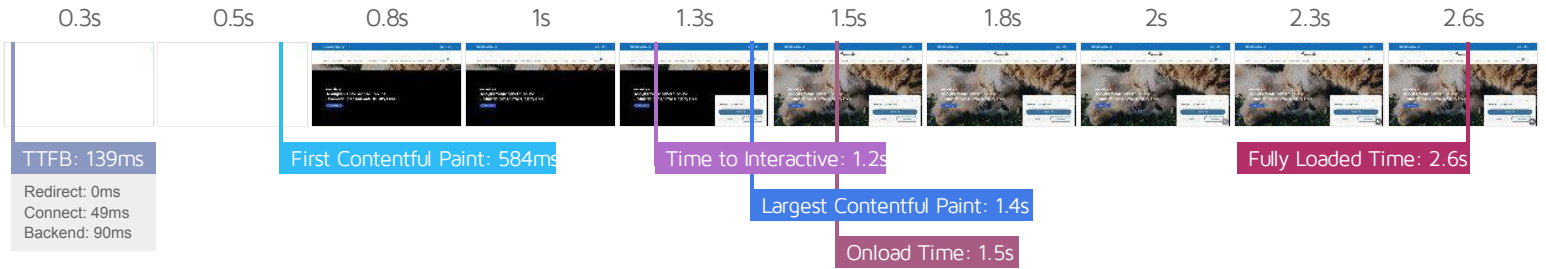 0.3s 0.5s 0.8s 1s 1.3s 1.5s 1.8s 2s 2.3s 2.6s
TTFB: 139ms
First Contentful Paint: 584ms
Time to Interactive: 1.2s
Fully Loaded Time: 2.6s
Redirect: 0ms
Connect: 49ms
Backend: 90ms
Largest Contentful Paint: 1.4s
Onload Time: 1.5s